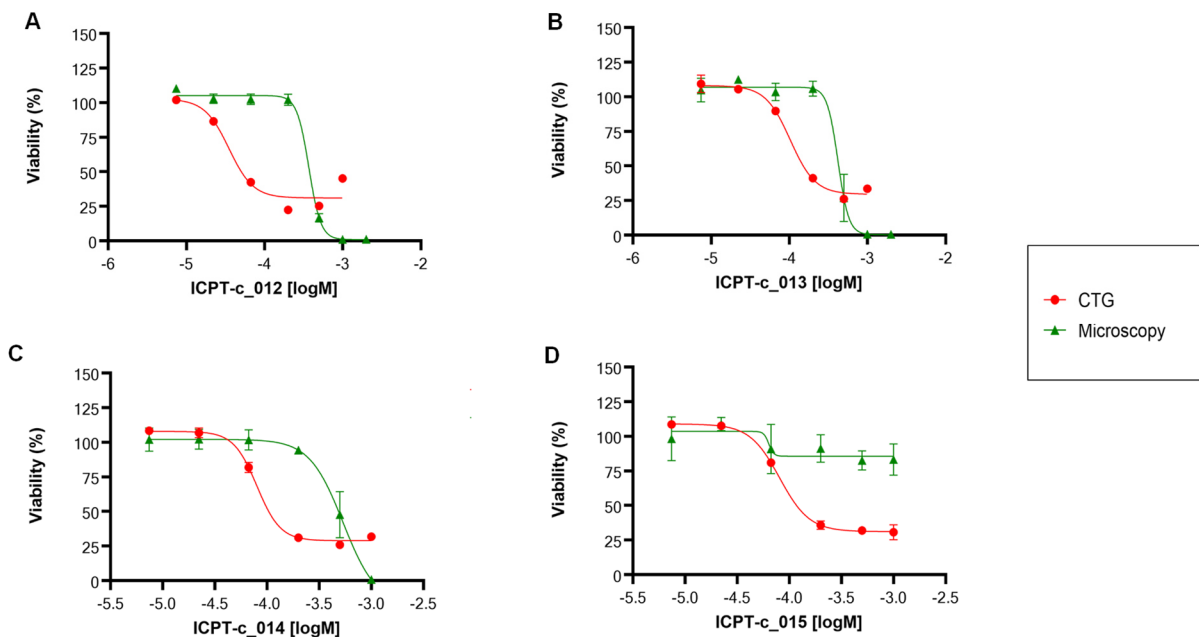 A
150
125
100
75
50
25
0
Viability (%)
-6 -5 -4 -3 -2
ICPT-c_012 [logM]
B
150
125
100
75
50
25
0
Viability (%)
-6 -5 -4 -3 -2
ICPT-c_013 [logM]
CTG
Microscopy
C
150
125
100
75
50
25
0
Viability (%)
-5.5 -5.0 -4.5 -4.0 -3.5 -3.0 -2.5
ICPT-c_014 [logM]
D
150
125
100
75
50
25
0
Viability (%)
-5.5 -5.0 -4.5 -4.0 -3.5 -3.0 -2.5
ICPT-c_015 [logM]